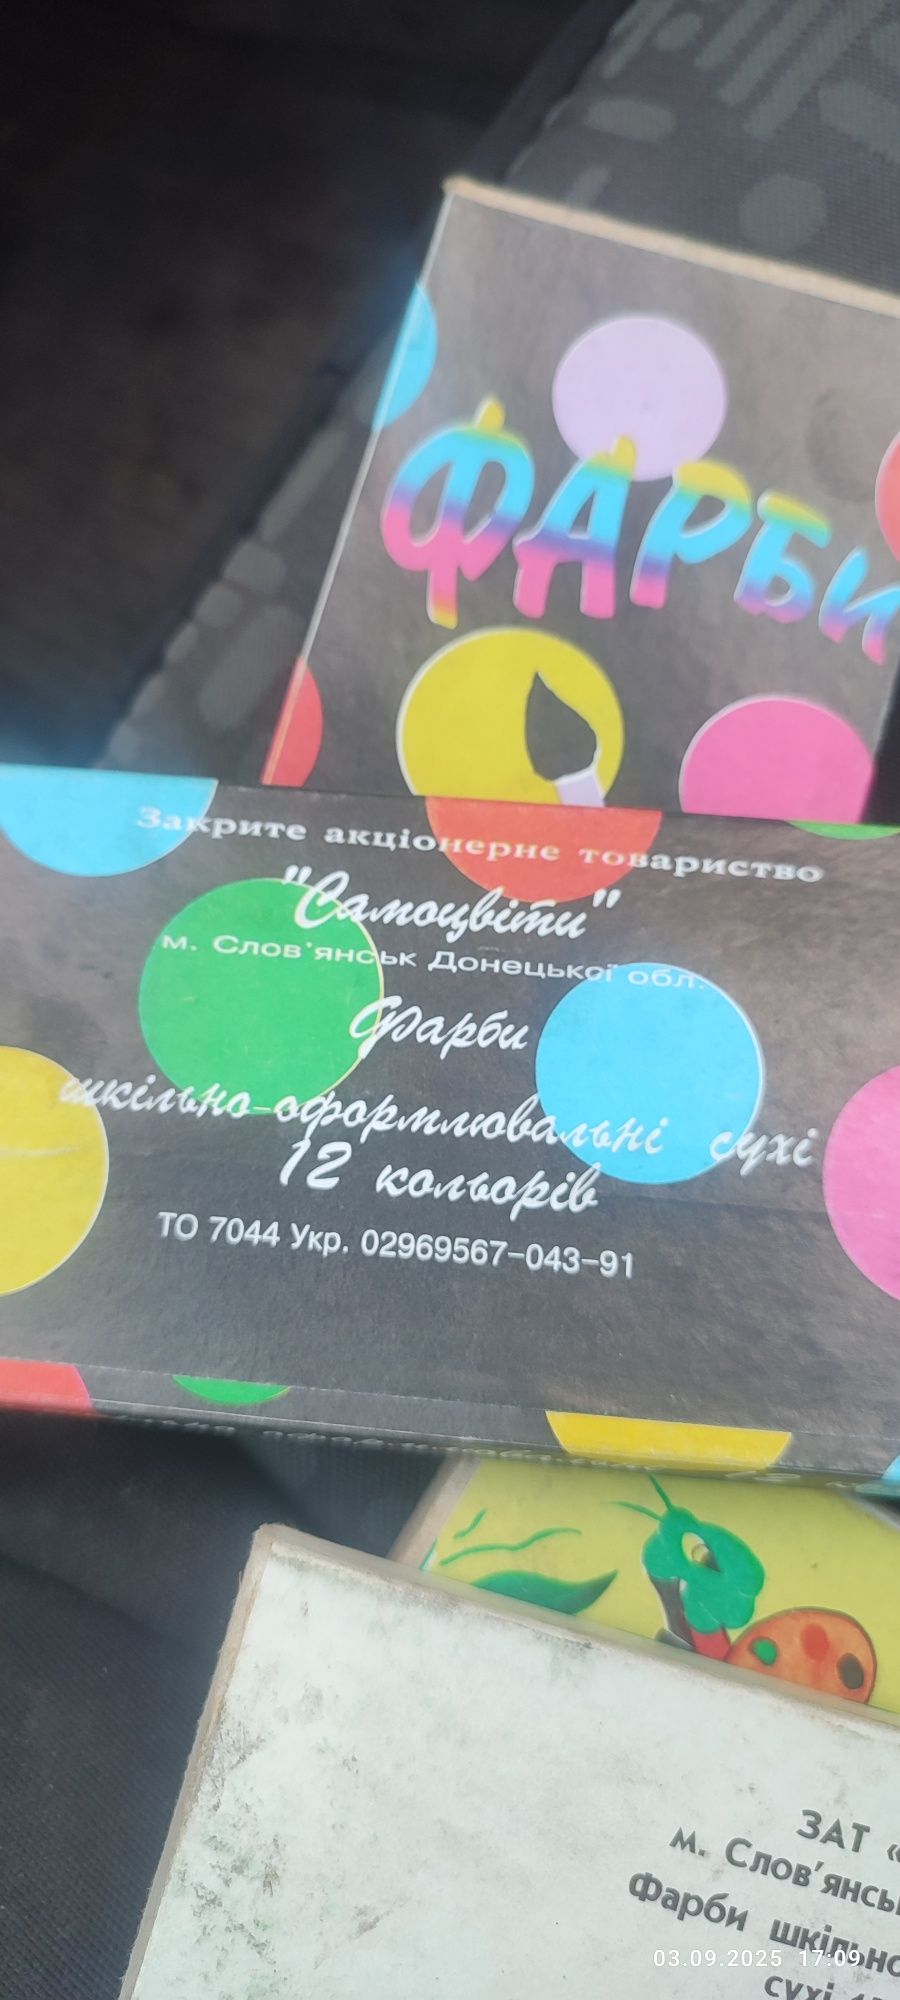 ФАРБИ
Закрите акціонерне товариство
"Самоцвіти"
м. Слов'янськ Донецької обл.
Фарби
шкільно-оформлювальні сухі
12 кольорів
ТО 7044 Укр. 02969567-043-91
ЗАТ «
м. Слов'янсь
Фарби шкільно
сухі
03.09.2025 17:09